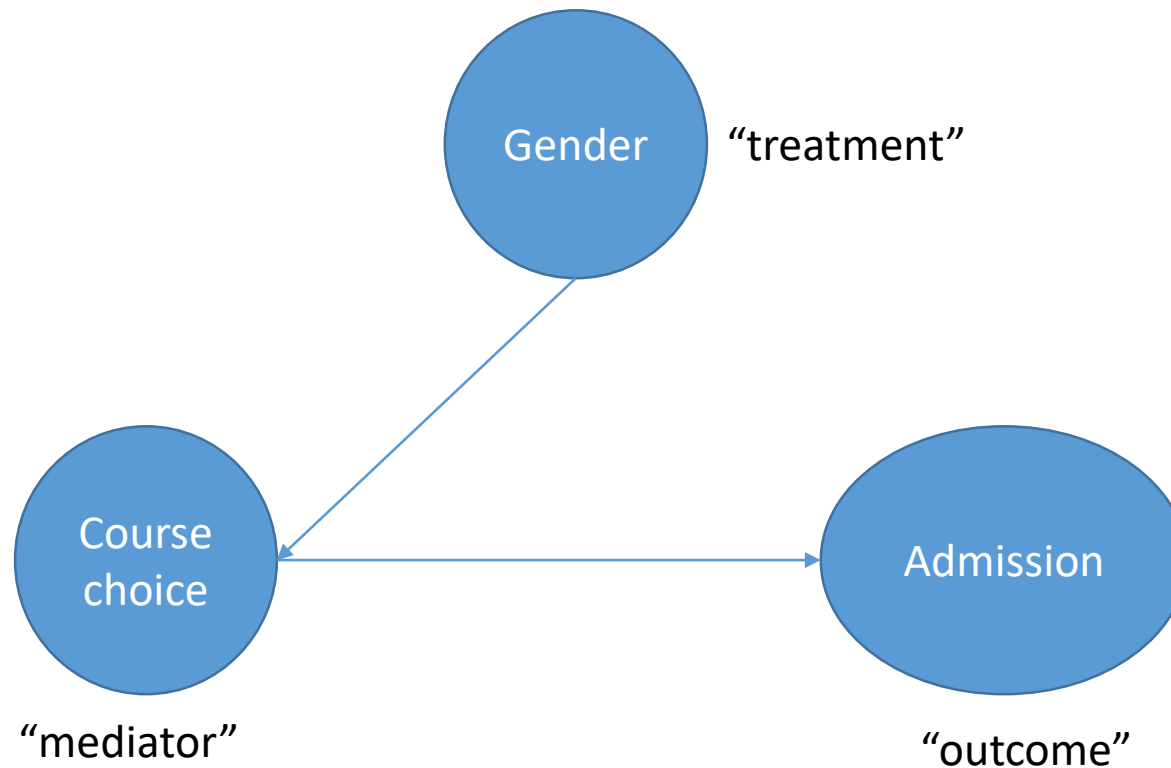 Gender
“treatment”
Course
choice
Admission
“mediator”
“outcome”